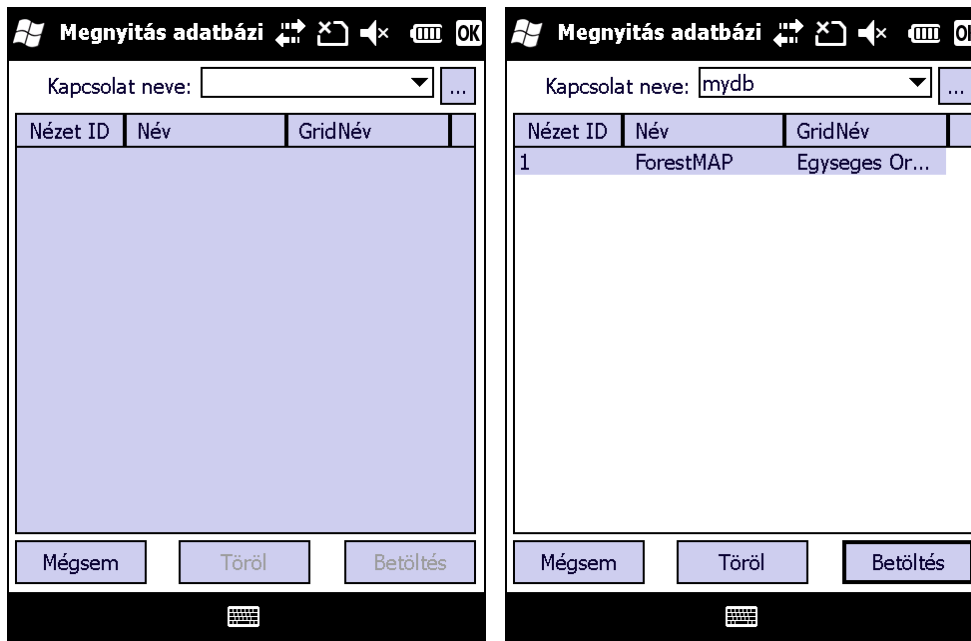 Megnyitás adatbázi OK
Kapcsolat neve: ...
Nézet ID Név GridNév
Mégsem Töröl Betöltés
Megnyitás adatbázi OK
Kapcsolat neve: mydb ...
Nézet ID Név GridNév
1 ForestMAP Egyseges Or...
Mégsem Töröl Betöltés